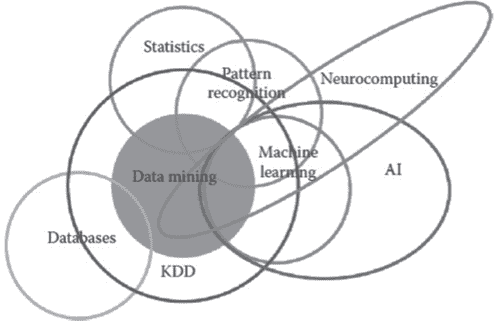 Statistics
Pattern
recognition
Neurocomputing
Machine
learning
AI
Data mining
Databases
KDD